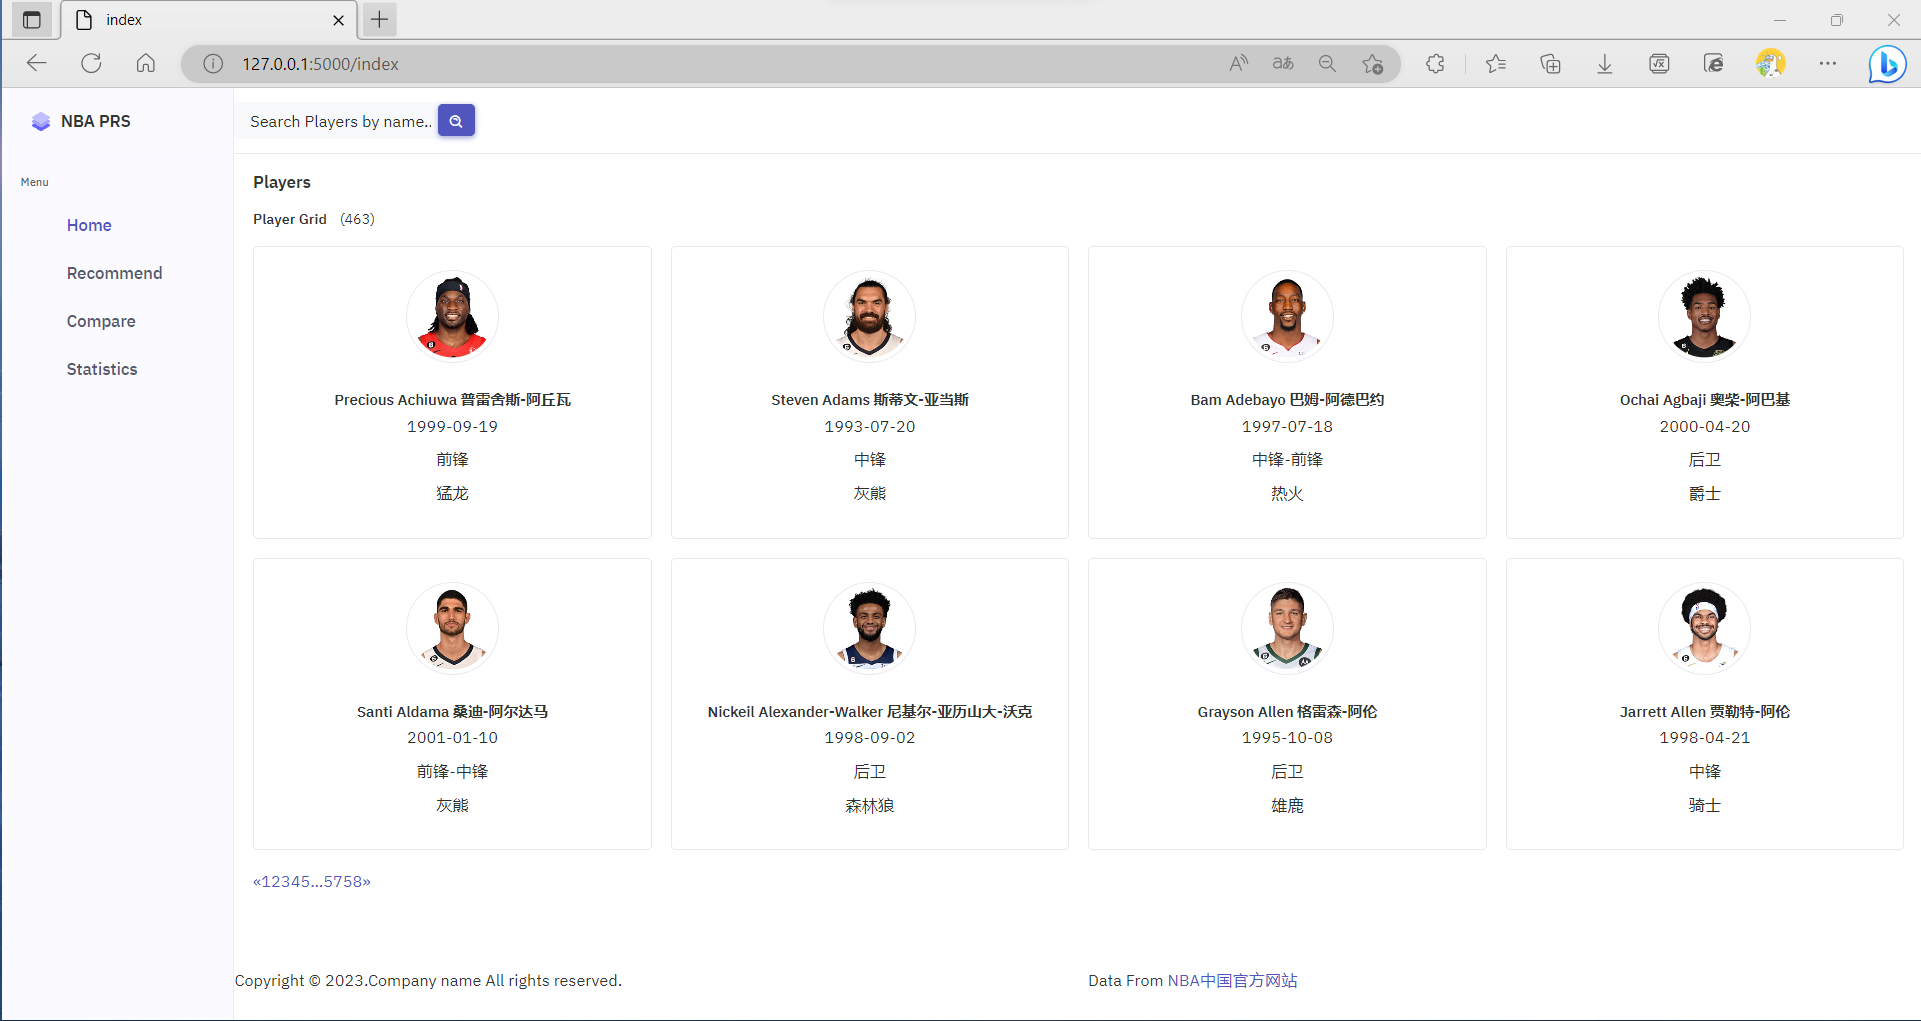 index
127.0.0.1:5000/index
NBA PRS
Search Players by name..
Menu
Home
Recommend
Compare
Statistics
Players
Player Grid (463)
Precious Achiuwa 普雷舍斯-阿丘瓦
1999-09-19
前锋
猛龙
Steven Adams 斯蒂文-亚当斯
1993-07-20
中锋
灰熊
Bam Adebayo 巴姆-阿德巴约
1997-07-18
中锋-前锋
热火
Ochai Agbaji 奥柴-阿巴基
2000-04-20
后卫
爵士
Santi Aldama 桑迪-阿尔达马
2001-01-10
前锋-中锋
灰熊
Nickeil Alexander-Walker 尼基尔-亚历山大-沃克
1998-09-02
后卫
森林狼
Grayson Allen 格雷森-阿伦
1995-10-08
后卫
雄鹿
Jarrett Allen 贾勒特-阿伦
1998-04-21
中锋
骑士
«12345...5758»
Copyright © 2023.Company name All rights reserved.
Data From NBA中国官方网站